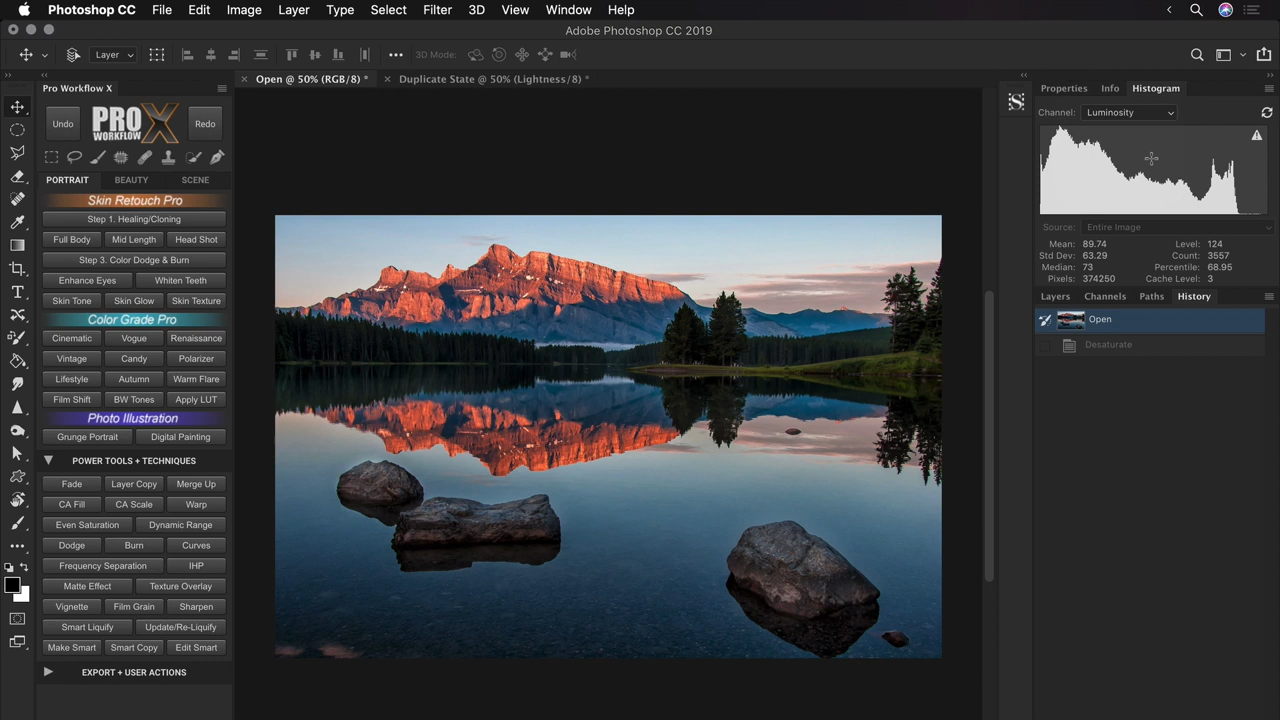 Photoshop CC File Edit Image Layer Type Select Filter 3D View Window Help
Adobe Photoshop CC 2019
Layer 3D Mode:
Open @ 50% (RGB/8) * Duplicate State @ 50% (Lightness/8) *
Pro Workflow X
Undo PRO WORKFLOW X Redo
PORTRAIT BEAUTY SCENE
Skin Retouch Pro
Step 1. Healing/Cloning
Full Body Mid Length Head Shot
Step 3. Color Dodge & Burn
Enhance Eyes Whiten Teeth
Skin Tone Skin Glow Skin Texture
Color Grade Pro
Cinematic Vogue Renaissance
Vintage Candy Polarizer
Lifestyle Autumn Warm Flare
Film Shift BW Tones Apply LUT
Photo Illustration
Grunge Portrait Digital Painting
POWER TOOLS + TECHNIQUES
Fade Layer Copy Merge Up
CA Fill CA Scale Warp
Even Saturation Dynamic Range
Dodge Burn Curves
Frequency Separation IHP
Matte Effect Texture Overlay
Vignette Film Grain Sharpen
Smart Liquify Update/Re-Liquify
Make Smart Smart Copy Edit Smart
EXPORT + USER ACTIONS
Properties Info Histogram
Channel: Luminosity
Source: Entire Image
Mean: 89.74 Level: 124
Std Dev: 63.29 Count: 3557
Median: 73 Percentile: 68.95
Pixels: 374250 Cache Level: 3
Layers Channels Paths History
Open
Desaturate